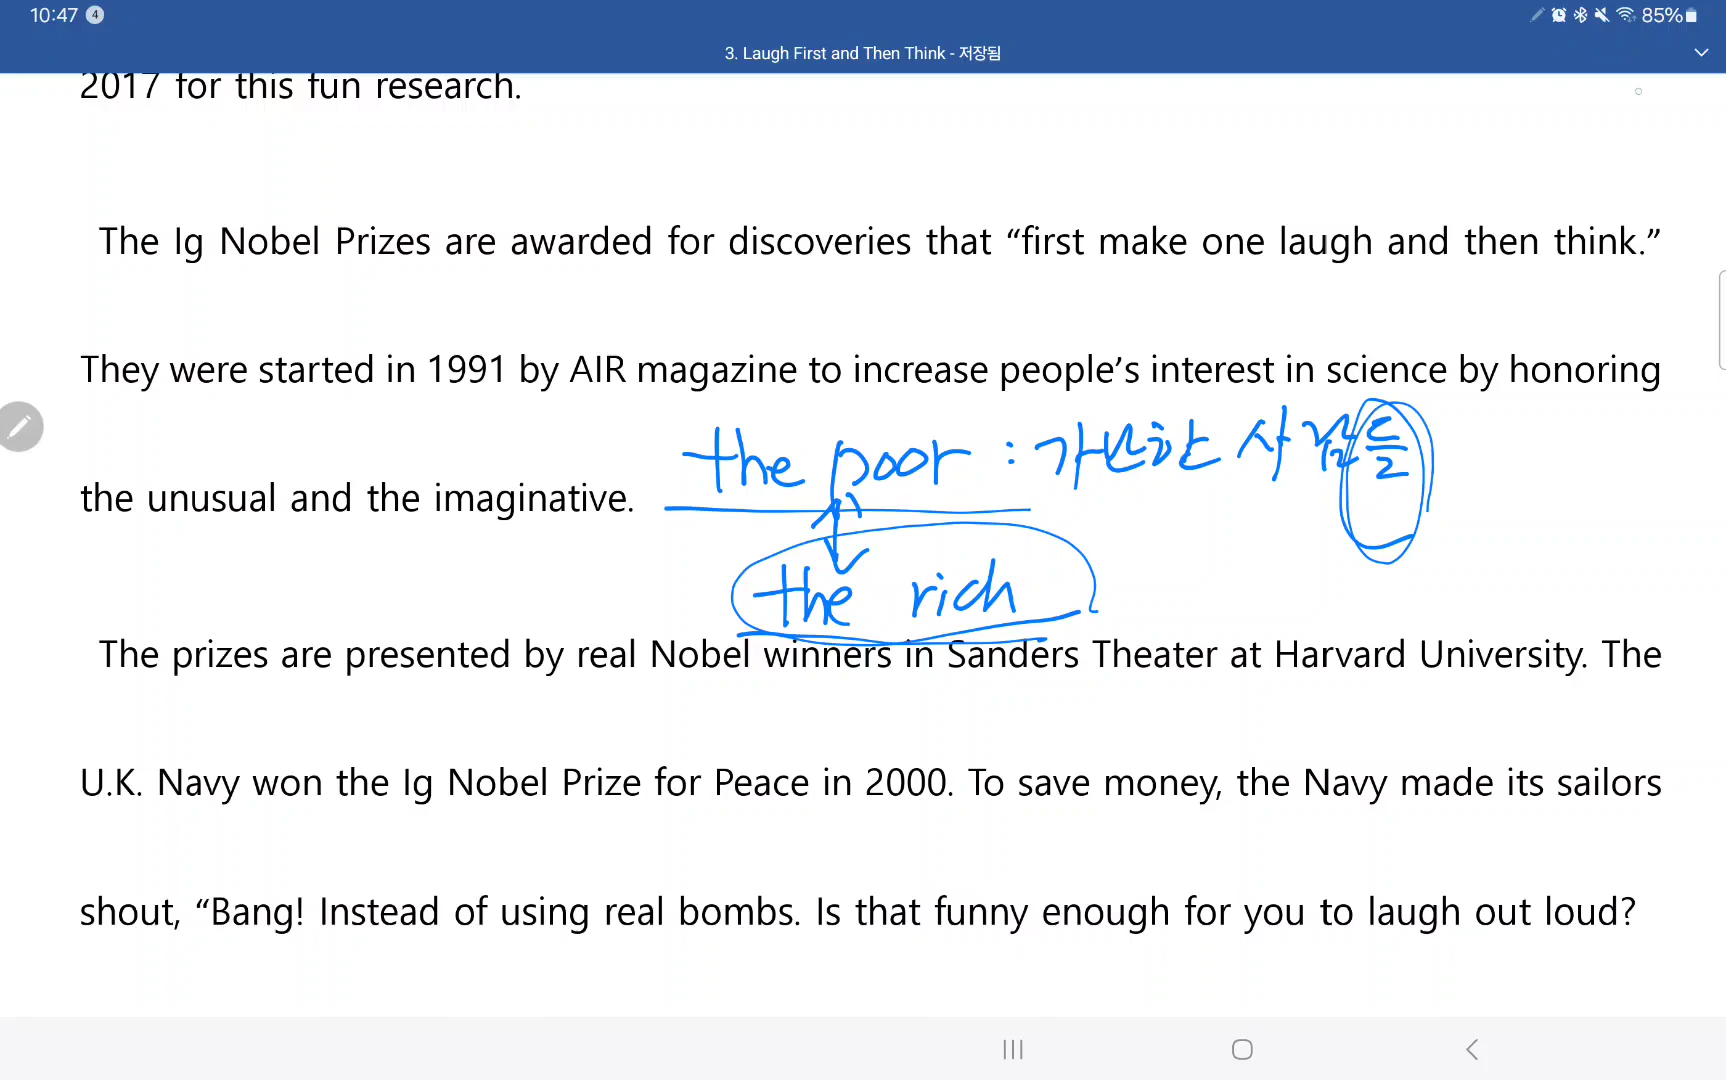 10:47 4 85%
3. Laugh First and Then Think - 저장됨
2017 for this fun research.
The Ig Nobel Prizes are awarded for discoveries that “first make one laugh and then think.”
They were started in 1991 by AIR magazine to increase people’s interest in science by honoring
the poor : 가난한 사람들
the unusual and the imaginative.
the rich
The prizes are presented by real Nobel winners in Sanders Theater at Harvard University. The
U.K. Navy won the Ig Nobel Prize for Peace in 2000. To save money, the Navy made its sailors
shout, “Bang! Instead of using real bombs. Is that funny enough for you to laugh out loud?